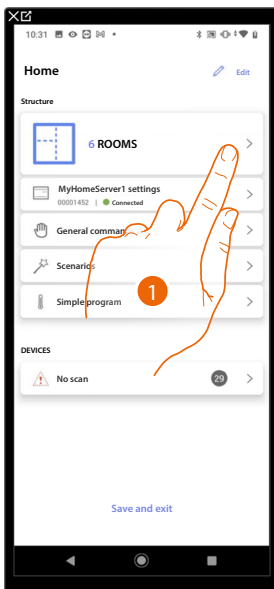 10:31
Home
Edit
Structure
6 ROOMS
MyHomeServer1 settings
00001452 | Connected
General comman
Scenarios
1
Simple program
DEVICES
No scan
29
Save and exit